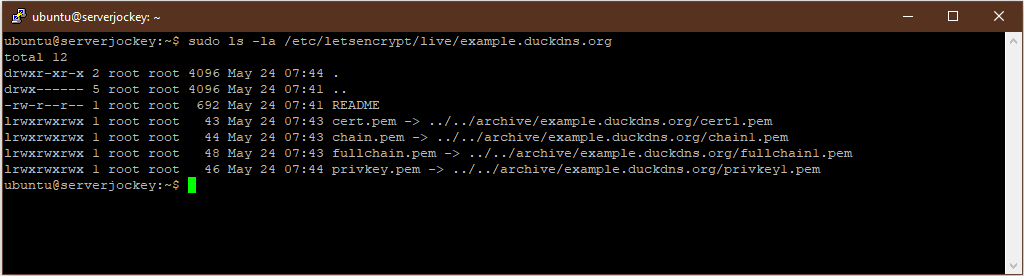 ubuntu@serverjockey: ~
ubuntu@serverjockey:~$ sudo ls -la /etc/letsencrypt/live/example.duckdns.org
total 12
drwxr-xr-x 2 root root 4096 May 24 07:44 .
drwx------ 5 root root 4096 May 24 07:41 ..
-rw-r--r-- 1 root root  692 May 24 07:41 README
lrwxrwxrwx 1 root root   43 May 24 07:43 cert.pem -> ../../archive/example.duckdns.org/cert1.pem
lrwxrwxrwx 1 root root   44 May 24 07:43 chain.pem -> ../../archive/example.duckdns.org/chain1.pem
lrwxrwxrwx 1 root root   48 May 24 07:43 fullchain.pem -> ../../archive/example.duckdns.org/fullchain1.pem
lrwxrwxrwx 1 root root   46 May 24 07:44 privkey.pem -> ../../archive/example.duckdns.org/privkey1.pem
ubuntu@serverjockey:~$